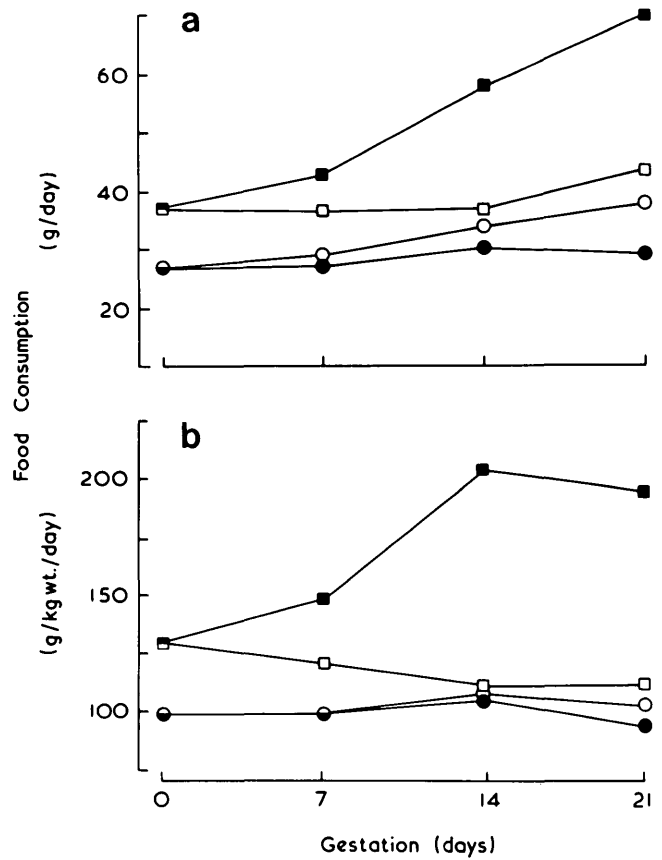 a
60
40
20
(g/day)
Food Consumption
b
200
150
100
(g/kg wt./day)
0 7 14 21
Gestation (days)